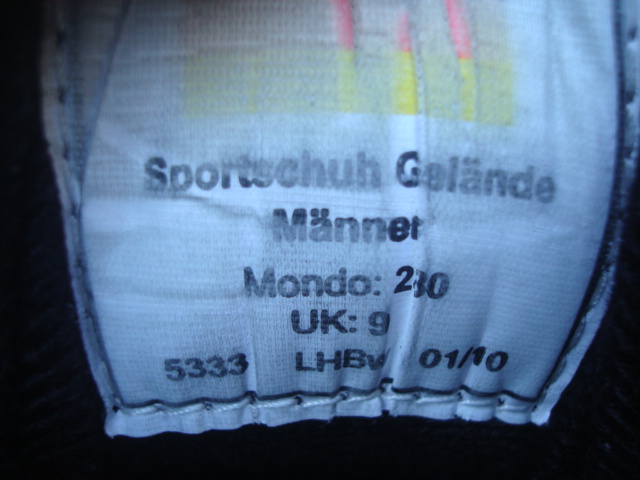 Sportschuh Gelände
Männer
Mondo: 280
UK: 9
5333 LHBw 01/10